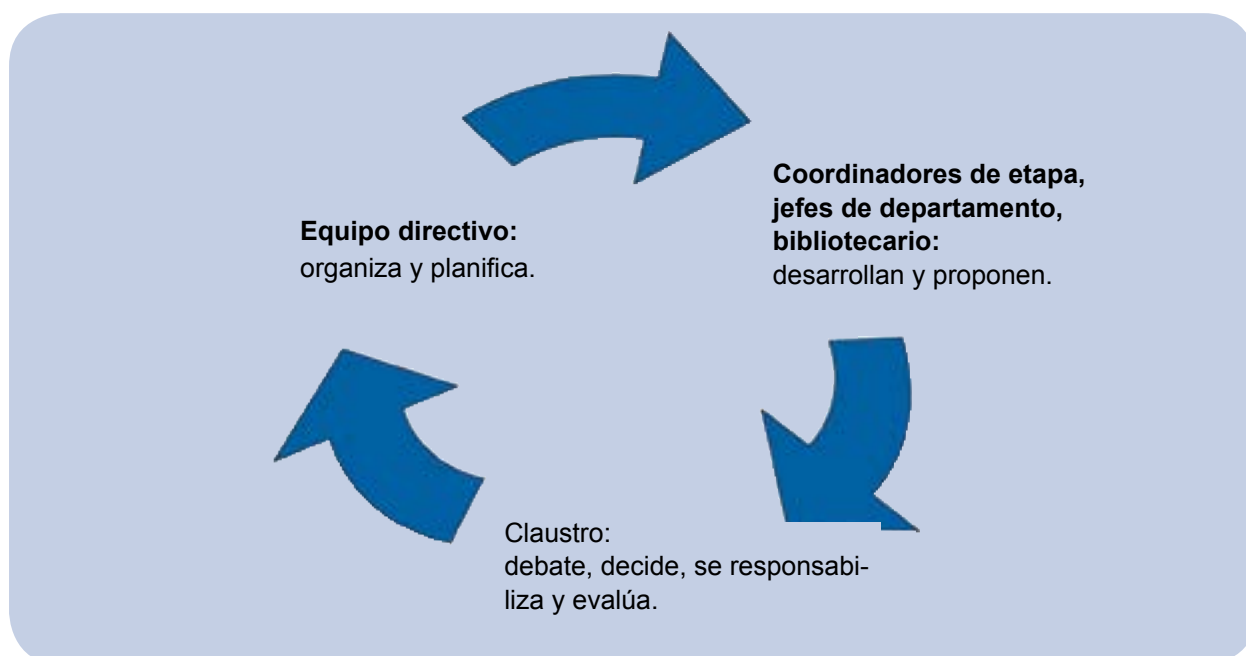 Equipo directivo:
organiza y planifica.
Coordinadores de etapa,
jefes de departamento,
bibliotecario:
desarrollan y proponen.
Claustro:
debate, decide, se responsabi-
liza y evalúa.